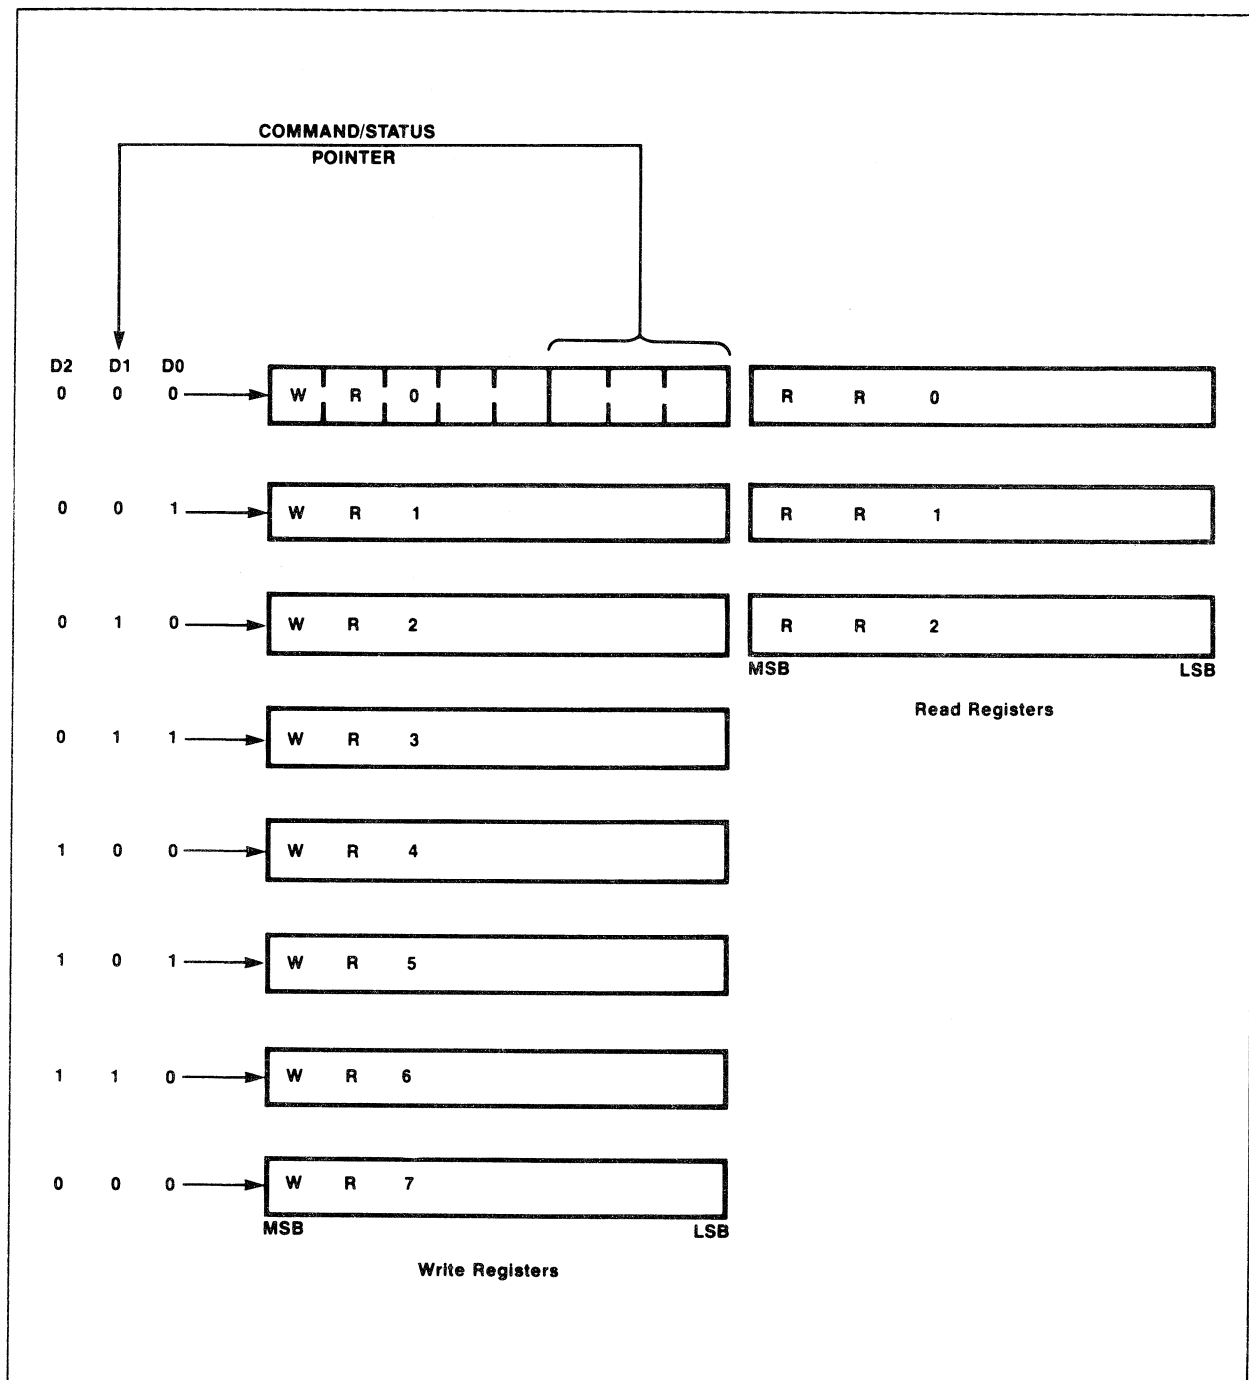 COMMAND/STATUS
POINTER
D2 D1 D0
0 0 0 W R 0 R R 0
0 0 1 W R 1 R R 1
0 1 0 W R 2 R R 2
MSB LSB
Read Registers
0 1 1 W R 3
1 0 0 W R 4
1 0 1 W R 5
1 1 0 W R 6
0 0 0 W R 7
MSB LSB
Write Registers